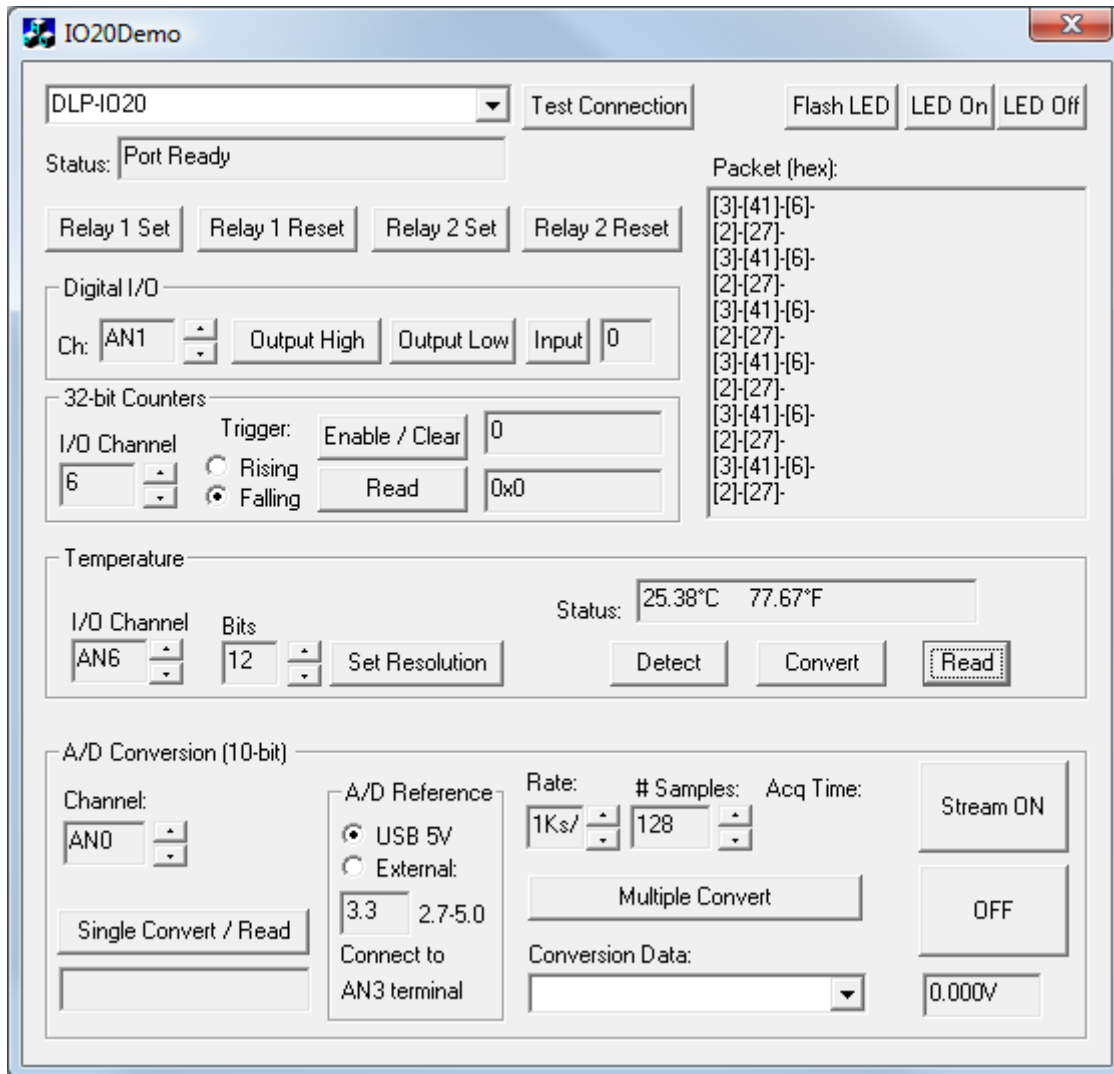 IO20Demo
DLP-IO20
Test Connection
Flash LED
LED On
LED Off
Status: Port Ready
Packet (hex):
[3]-[41]-[6]-
[2]-[27]-
[3]-[41]-[6]-
[2]-[27]-
[3]-[41]-[6]-
[2]-[27]-
[3]-[41]-[6]-
[2]-[27]-
[3]-[41]-[6]-
[2]-[27]-
[3]-[41]-[6]-
[2]-[27]-
Relay 1 Set
Relay 1 Reset
Relay 2 Set
Relay 2 Reset
Digital I/O
Ch: AN1
Output High
Output Low
Input
0
32-bit Counters
I/O Channel
6
Trigger:
Rising
Falling
Enable / Clear
0
Read
0x0
Temperature
I/O Channel
AN6
Bits
12
Set Resolution
Status: 25.38°C 77.67°F
Detect
Convert
Read
A/D Conversion (10-bit)
Channel:
AN0
Single Convert / Read
A/D Reference
USB 5V
External:
3.3 2.7-5.0
Connect to
AN3 terminal
Rate:
1Ks/
# Samples:
128
Acq Time:
Multiple Convert
Conversion Data:
Stream ON
OFF
0.000V